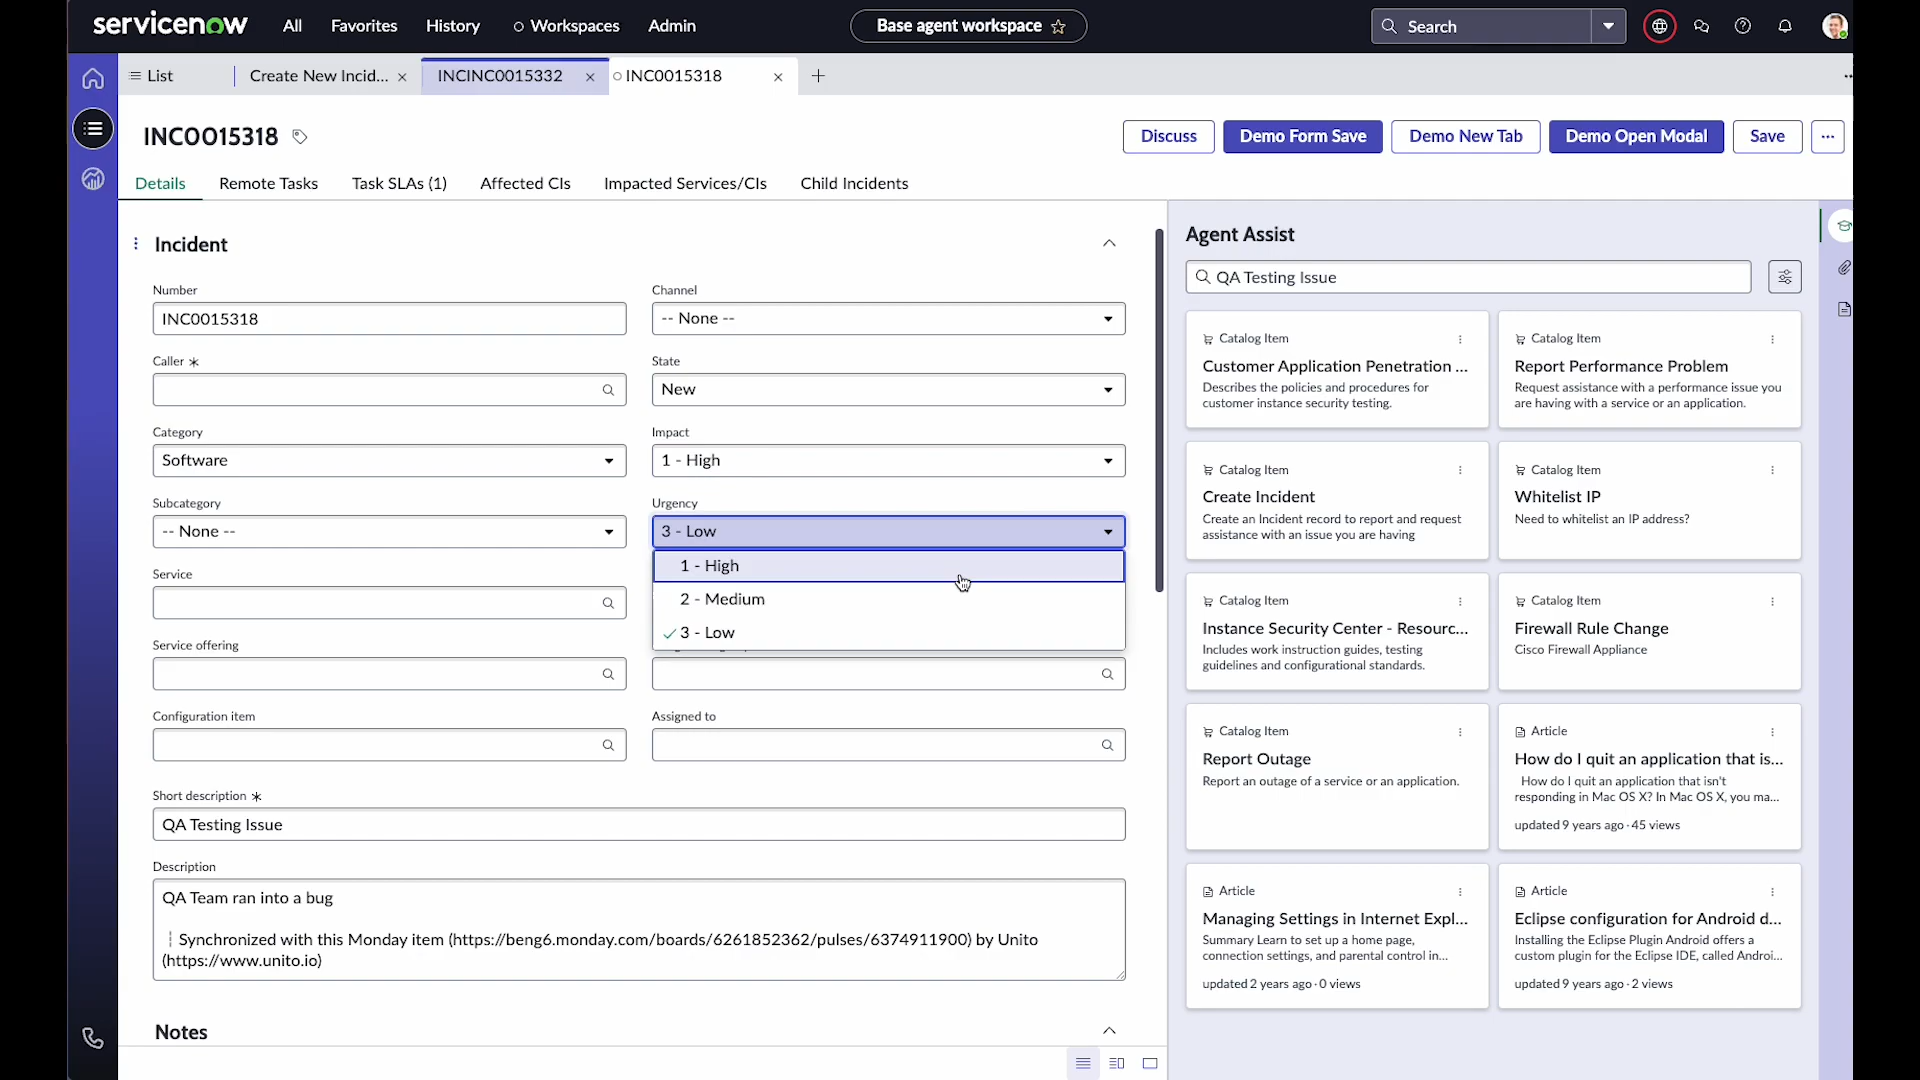 servicenow
All
Favorites
History
Workspaces
Admin
Base agent workspace
Search
List
Create New Incid...
INCINC0015332
INC0015318
INC0015318
Discuss
Demo Form Save
Demo New Tab
Demo Open Modal
Save
Details
Remote Tasks
Task SLAs (1)
Affected CIs
Impacted Services/CIs
Child Incidents
Incident
Number
INC0015318
Channel
-- None --
Caller *
State
New
Category
Software
Impact
1 - High
Subcategory
-- None --
Urgency
3 - Low
1 - High
2 - Medium
3 - Low
Service
Service offering
Configuration item
Assigned to
Short description *
QA Testing Issue
Description
QA Team ran into a bug
Synchronized with this Monday item (https://beng6.monday.com/boards/6261852362/pulses/6374911900) by Unito
(https://www.unito.io)
Notes
Agent Assist
QA Testing Issue
Catalog Item
Customer Application Penetration ...
Describes the policies and procedures for
customer instance security testing.
Catalog Item
Report Performance Problem
Request assistance with a performance issue you
are having with a service or an application.
Catalog Item
Create Incident
Create an Incident record to report and request
assistance with an issue you are having
Catalog Item
Whitelist IP
Need to whitelist an IP address?
Catalog Item
Instance Security Center - Resourc...
Includes work instruction guides, testing
guidelines and configurational standards.
Catalog Item
Firewall Rule Change
Cisco Firewall Appliance
Catalog Item
Report Outage
Report an outage of a service or an application.
Article
How do I quit an application that is...
How do I quit an application that isn't
responding in Mac OS X? In Mac OS X, you ma...
updated 9 years ago · 45 views
Article
Managing Settings in Internet Expl...
Summary Learn to set up a home page,
connection settings, and parental control in...
updated 2 years ago · 0 views
Article
Eclipse configuration for Android d...
Installing the Eclipse Plugin Android offers a
custom plugin for the Eclipse IDE, called Androi...
updated 9 years ago · 2 views